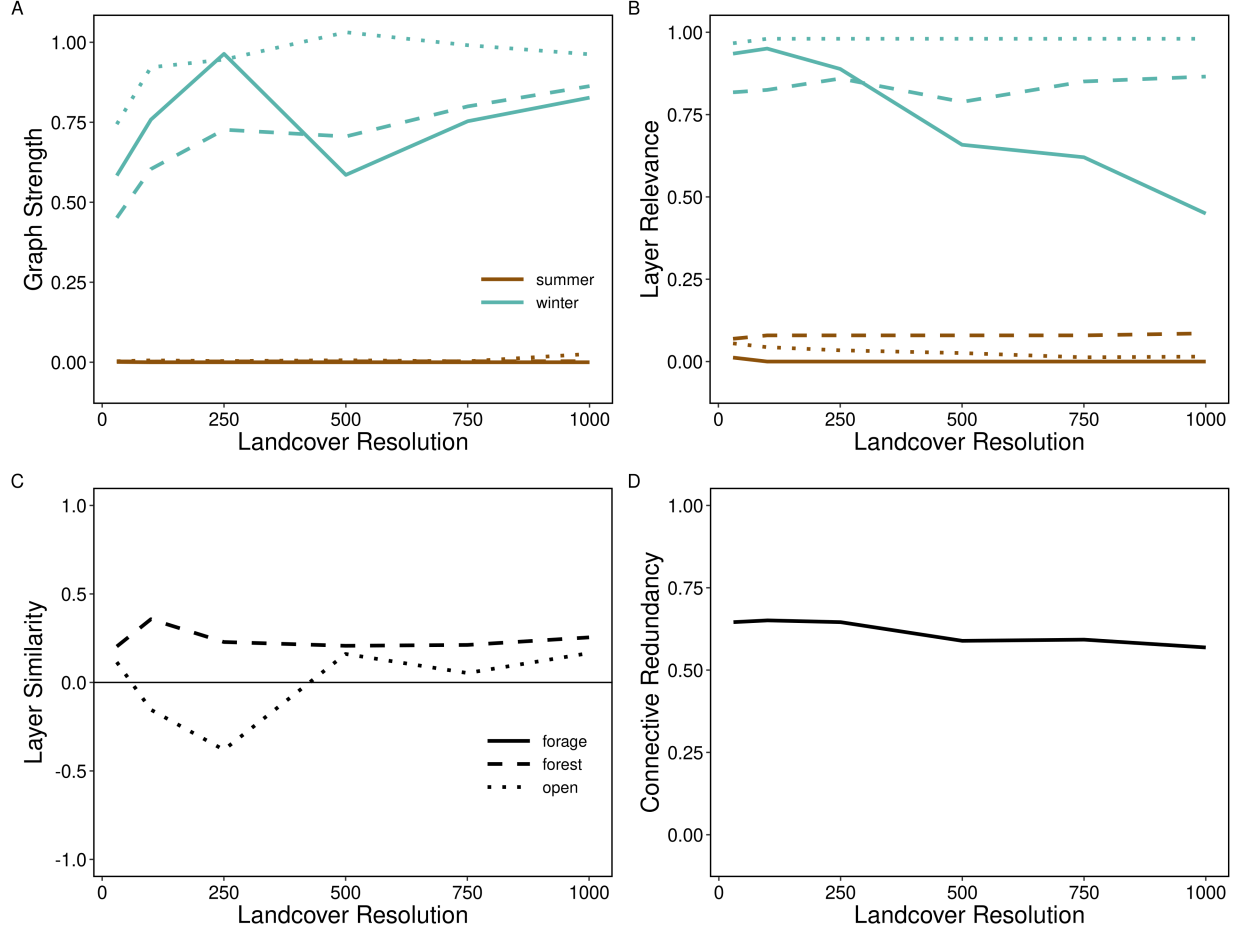 A
Graph Strength
1.00
0.75
0.50
0.25
0.00
summer
winter
0 250 500 750 1000
Landcover Resolution
B
Layer Relevance
1.00
0.75
0.50
0.25
0.00
0 250 500 750 1000
Landcover Resolution
C
Layer Similarity
1.0
0.5
0.0
-0.5
-1.0
forage
forest
open
0 250 500 750 1000
Landcover Resolution
D
Connective Redundancy
1.00
0.75
0.50
0.25
0.00
0 250 500 750 1000
Landcover Resolution